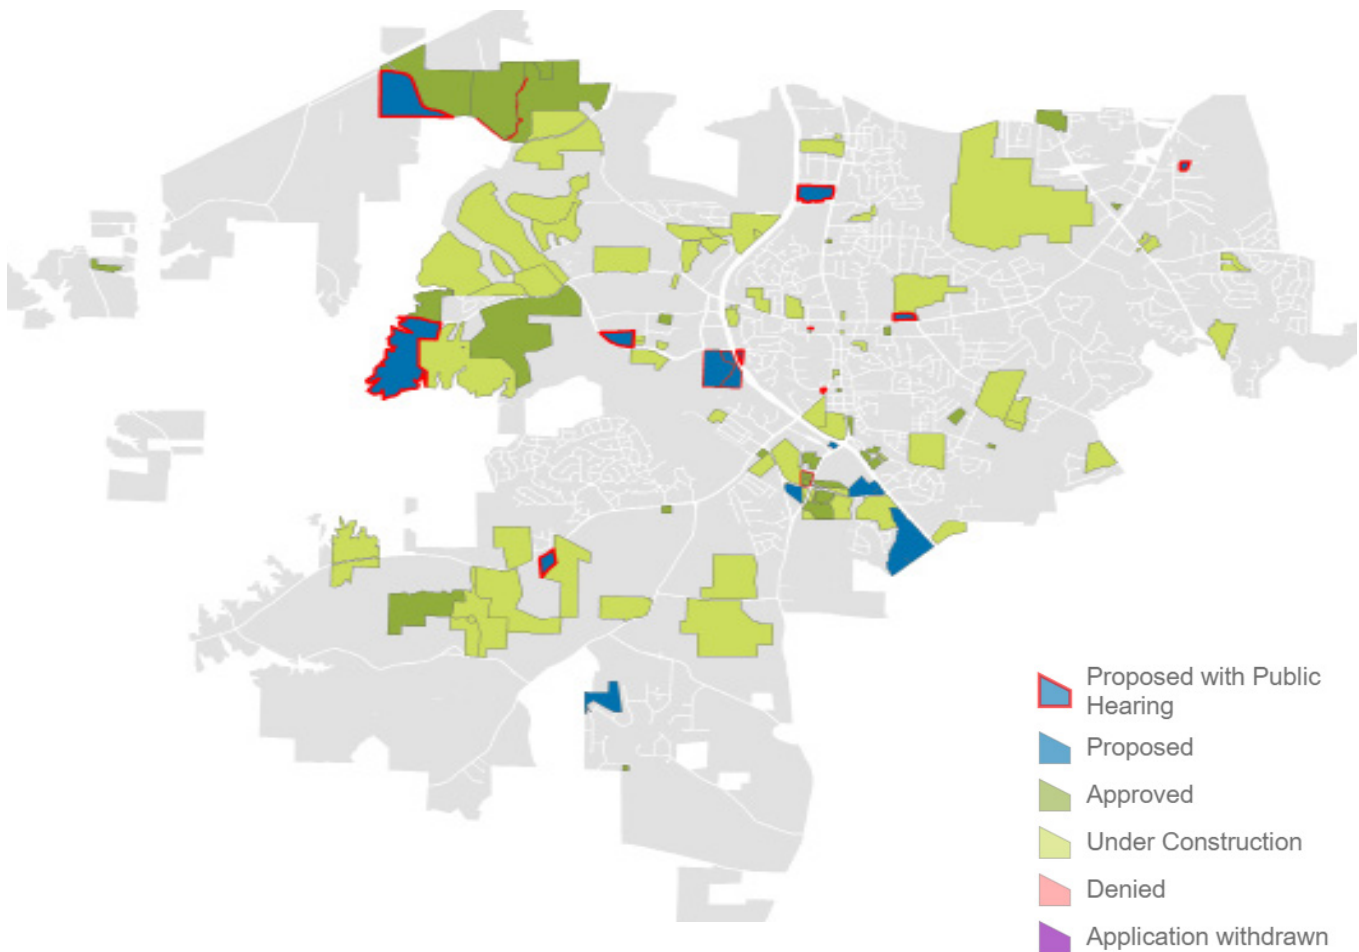 Proposed with Public
Hearing
Proposed
Approved
Under Construction
Denied
Application withdrawn